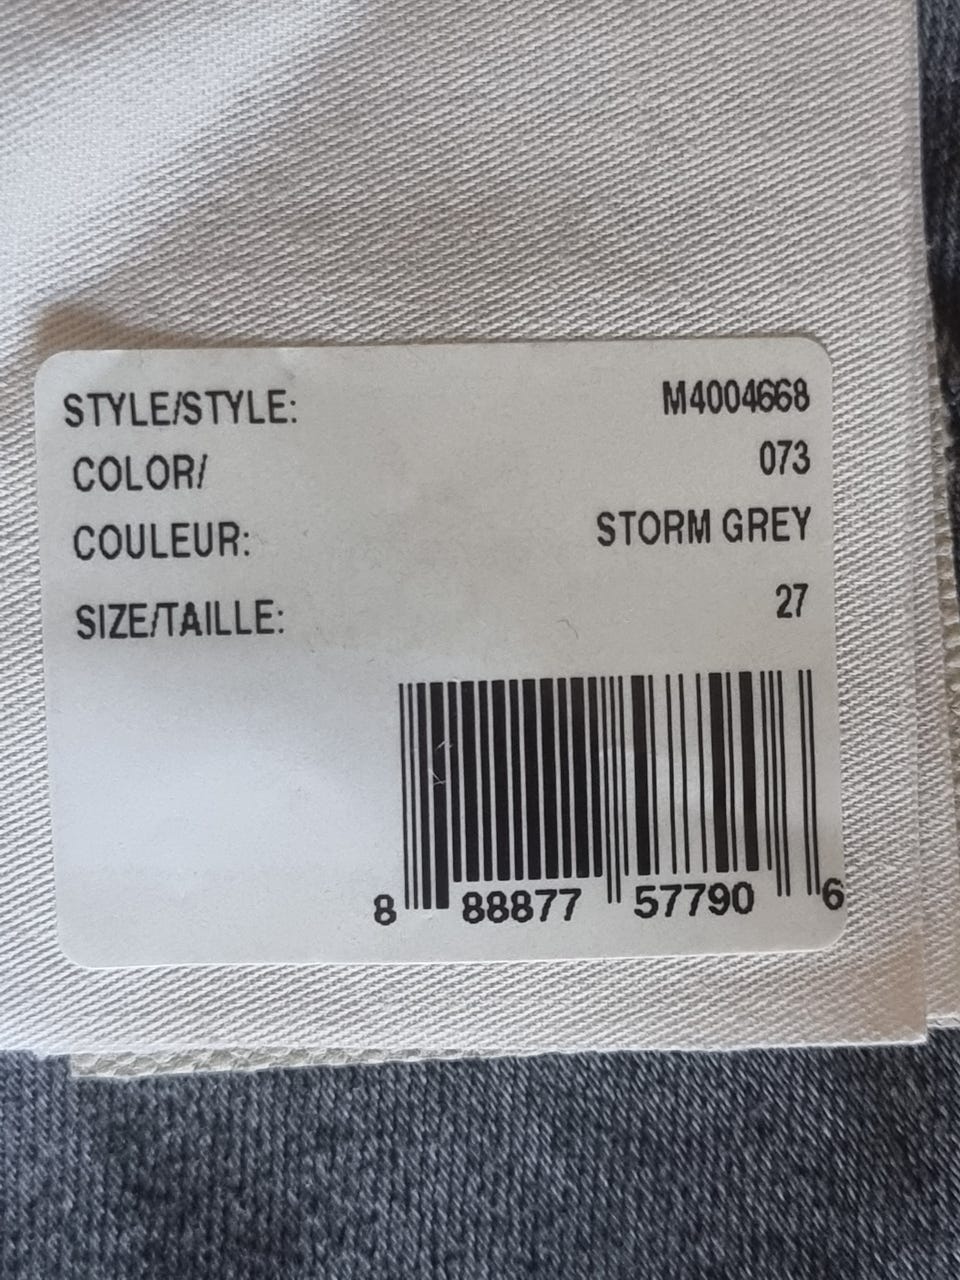 STYLE/STYLE: M4004668
COLOR/ 073
COULEUR: STORM GREY
SIZE/TAILLE: 27
8 88877 57790 6